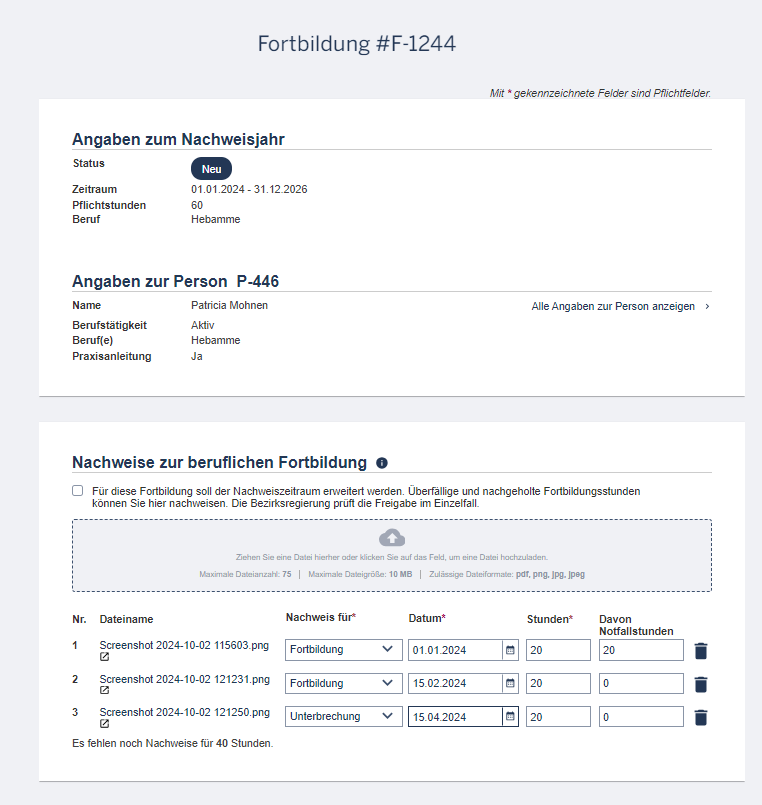 Fortbildung #F-1244
Mit * gekennzeichnete Felder sind Pflichtfelder.
Angaben zum Nachweisjahr
Status Neu
Zeitraum 01.01.2024 - 31.12.2026
Pflichtstunden 60
Beruf Hebamme
Angaben zur Person P-446
Name Patricia Mohnen Alle Angaben zur Person anzeigen ›
Berufstätigkeit Aktiv
Beruf(e) Hebamme
Praxisanleitung Ja
Nachweise zur beruflichen Fortbildung
Für diese Fortbildung soll der Nachweiszeitraum erweitert werden. Überfällige und nachgeholte Fortbildungsstunden
können Sie hier nachweisen. Die Bezirksregierung prüft die Freigabe im Einzelfall.
Ziehen Sie eine Datei hierher oder klicken Sie auf das Feld, um eine Datei hochzuladen.
Maximale Dateianzahl: 75 | Maximale Dateigröße: 10 MB | Zulässige Dateiformate: pdf, png, jpg, jpeg
Nr. Dateiname Nachweis für* Datum* Stunden* Davon
Notfallstunden
1 Screenshot 2024-10-02 115603.png Fortbildung 01.01.2024 20 20
2 Screenshot 2024-10-02 121231.png Fortbildung 15.02.2024 20 0
3 Screenshot 2024-10-02 121250.png Unterbrechung 15.04.2024 20 0
Es fehlen noch Nachweise für 40 Stunden.